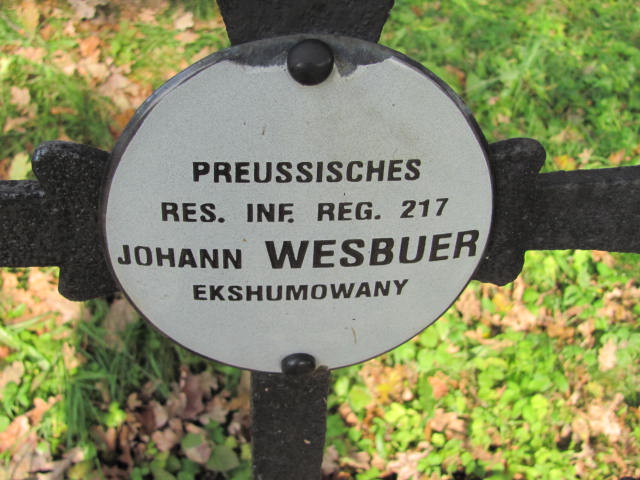 PREUSSISCHES
RES. INF. REG. 217
JOHANN WESBUER
EKSHUMOWANY